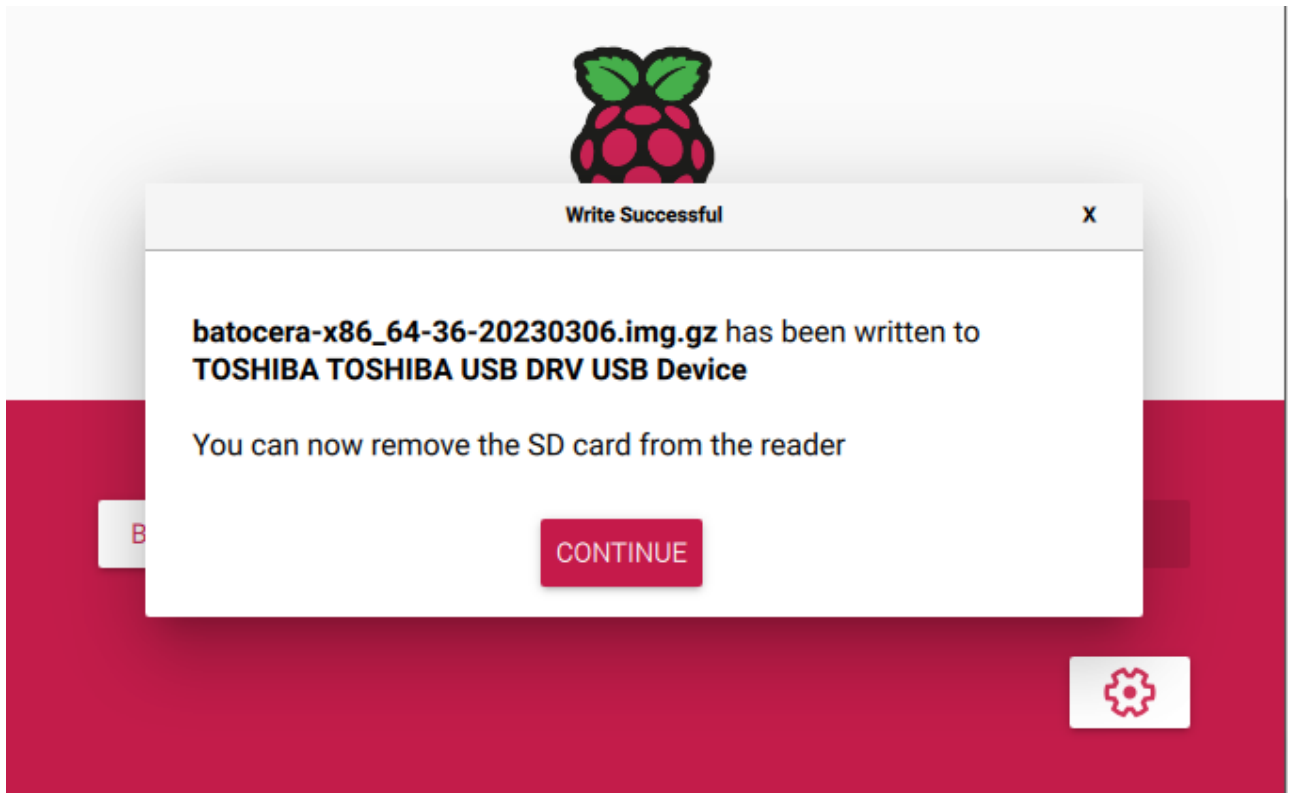 Write Successful
X
batocera-x86_64-36-20230306.img.gz has been written to
TOSHIBA TOSHIBA USB DRV USB Device
You can now remove the SD card from the reader
B
CONTINUE